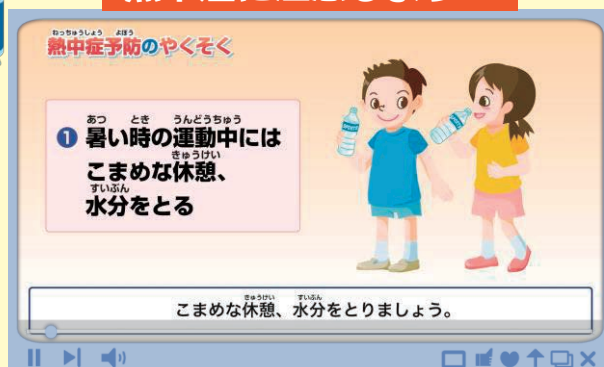 熱中症予防のやくそく
❶ 暑い時の運動中には
こまめな休憩、
水分をとる
こまめな休憩、水分をとりましょう。